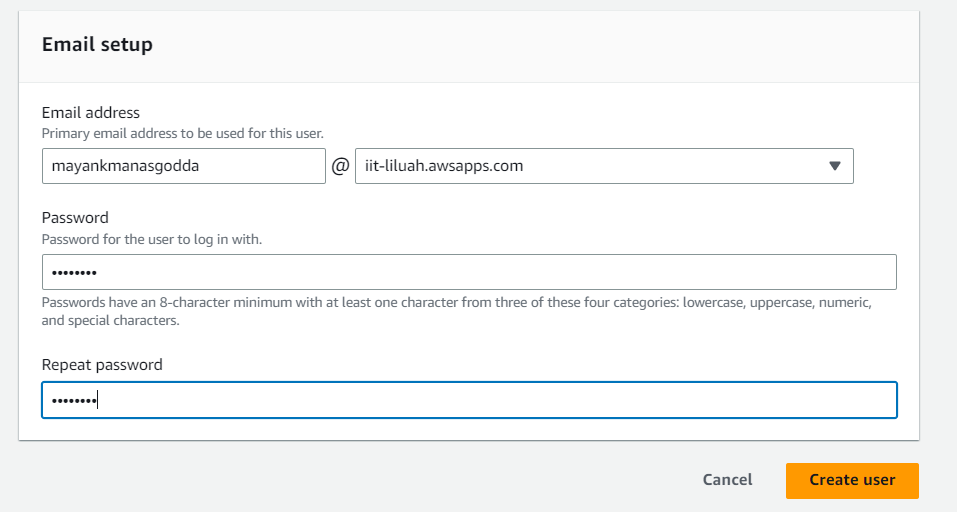 Email setup
Email address
Primary email address to be used for this user.
mayankmanasgodda @ iit-liluah.awsapps.com
Password
Password for the user to log in with.
••••••••
Passwords have an 8-character minimum with at least one character from three of these four categories: lowercase, uppercase, numeric,
and special characters.
Repeat password
••••••••
Cancel Create user